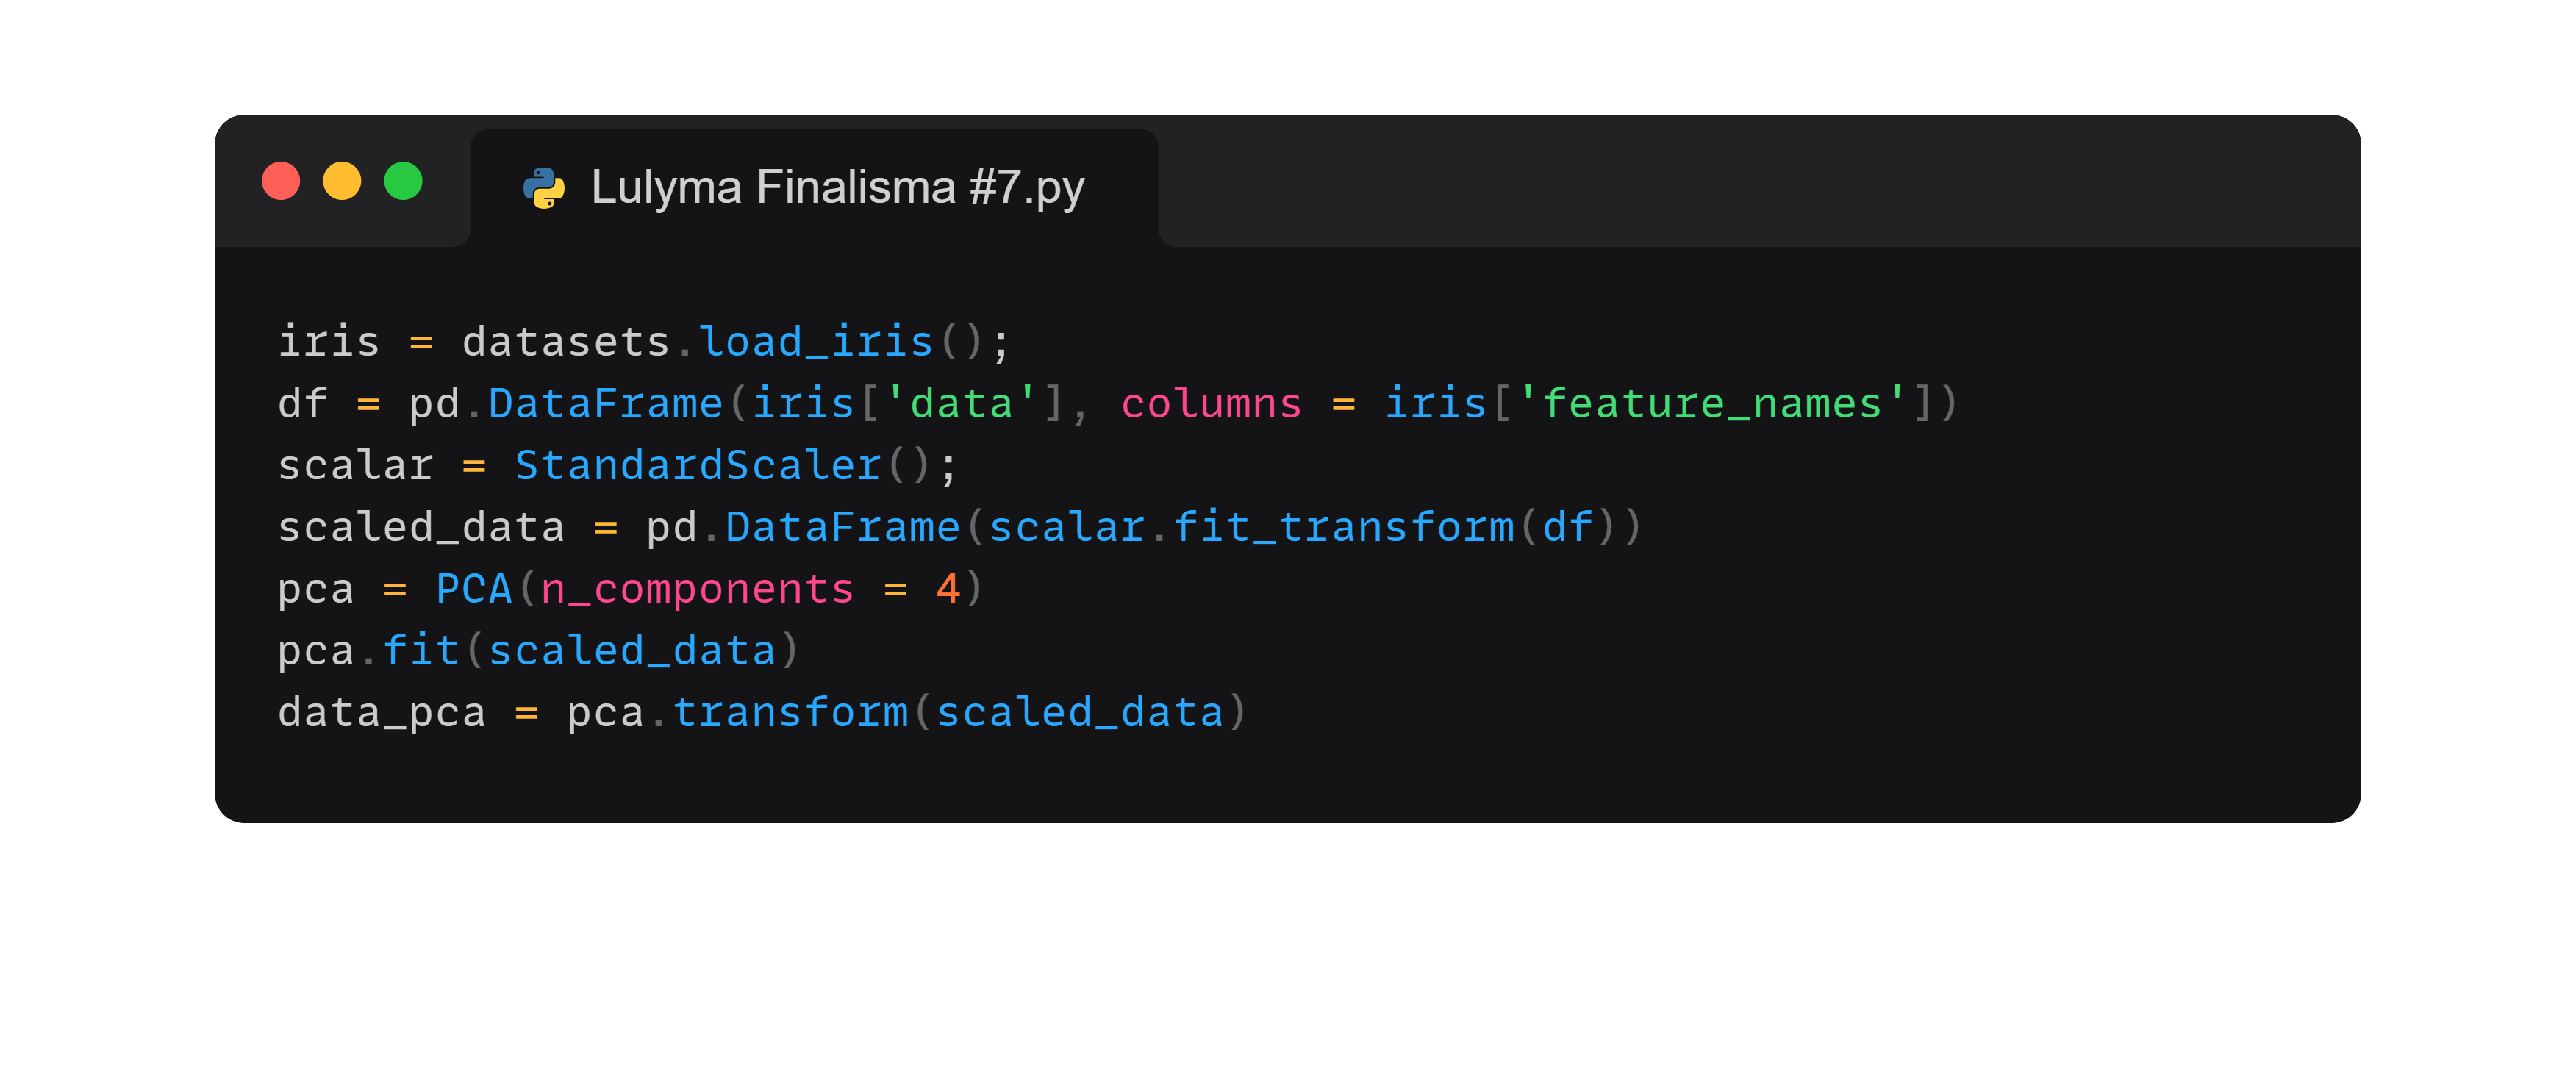 Lulyma Finalisma #7.py
iris = datasets.load_iris();
df = pd.DataFrame(iris['data'], columns = iris['feature_names'])
scalar = StandardScaler();
scaled_data = pd.DataFrame(scalar.fit_transform(df))
pca = PCA(n_components = 4)
pca.fit(scaled_data)
data_pca = pca.transform(scaled_data)